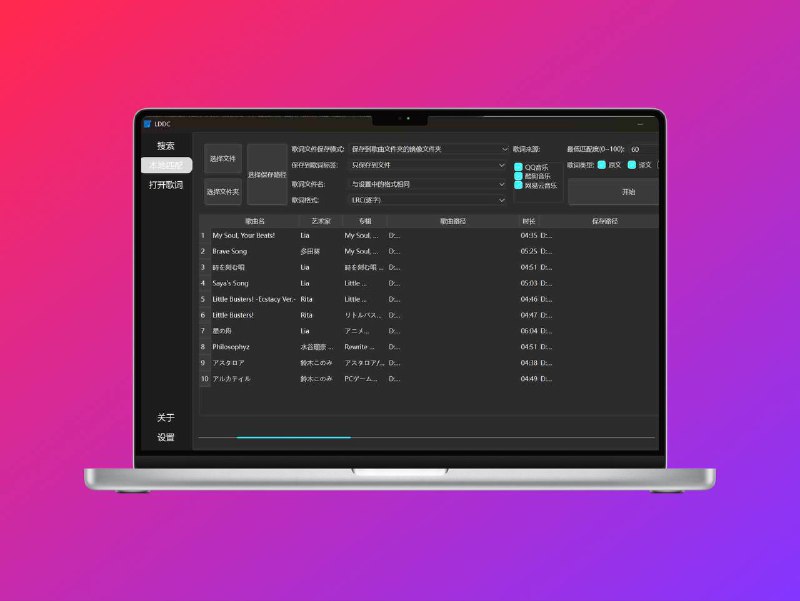 LDDC
搜索
本地匹配
打开歌词
关于
设置
选择文件
选择文件夹
选择保存路径
歌词文件保存模式: 保存到歌曲文件夹的镜像文件夹
保存到歌词标签: 只保存到文件
歌词文件名: 与设置中的格式相同
歌词格式: LRC(逐字)
歌词来源:
QQ音乐
酷狗音乐
网易云音乐
最低匹配度(0~100): 60
歌词类型: 原文 译文
开始
歌曲名 艺术家 专辑 歌曲路径 时长 保存路径
1 My Soul, Your Beats! Lia My Soul, ... D:... 04:35 D:...
2 Brave Song 多田葵 My Soul, ... D:... 05:25 D:...
3 時を刻む唄 Lia 時を刻む唄 ... D:... 04:51 D:...
4 Saya's Song Lia Little ... D:... 05:03 D:...
5 Little Busters! -Ecstacy Ver.- Rita Little ... D:... 04:46 D:...
6 Little Busters! Rita リトルバス... D:... 04:47 D:...
7 星の舟 Lia アニメ... D:... 06:04 D:...
8 Philosophyz 水谷瑠奈 ... Rewrite ... D:... 04:51 D:...
9 アスタロア 鈴木このみ アスタロア/... D:... 04:38 D:...
10 アルカテイル 鈴木このみ PCゲーム... D:... 04:49 D:...